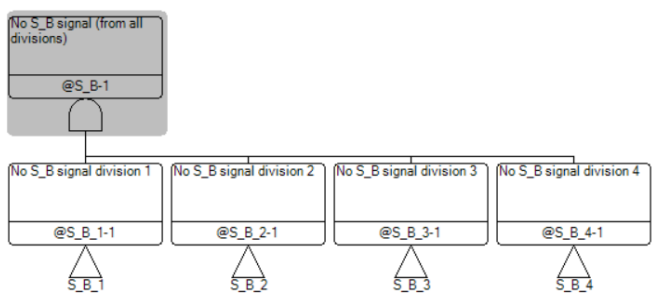 No S_B signal (from all
divisions)
@S_B-1
No S_B signal division 1
No S_B signal division 2
No S_B signal division 3
No S_B signal division 4
@S_B_1-1
@S_B_2-1
@S_B_3-1
@S_B_4-1
S_B_1
S_B_2
S_B_3
S_B_4